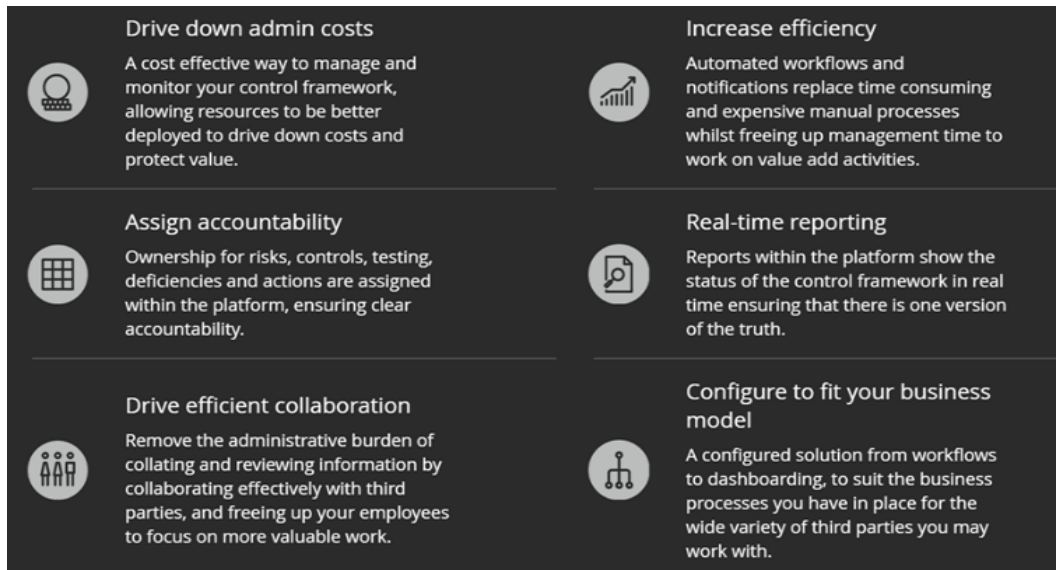 Drive down admin costs
A cost effective way to manage and
monitor your control framework,
allowing resources to be better
deployed to drive down costs and
protect value.
Increase efficiency
Automated workflows and
notifications replace time consuming
and expensive manual processes
whilst freeing up management time to
work on value add activities.
Assign accountability
Ownership for risks, controls, testing,
deficiencies and actions are assigned
within the platform, ensuring clear
accountability.
Real-time reporting
Reports within the platform show the
status of the control framework in real
time ensuring that there is one version
of the truth.
Drive efficient collaboration
Remove the administrative burden of
collating and reviewing information by
collaborating effectively with third
parties, and freeing up your employees
to focus on more valuable work.
Configure to fit your business
model
A configured solution from workflows
to dashboarding, to suit the business
processes you have in place for the
wide variety of third parties you may
work with.